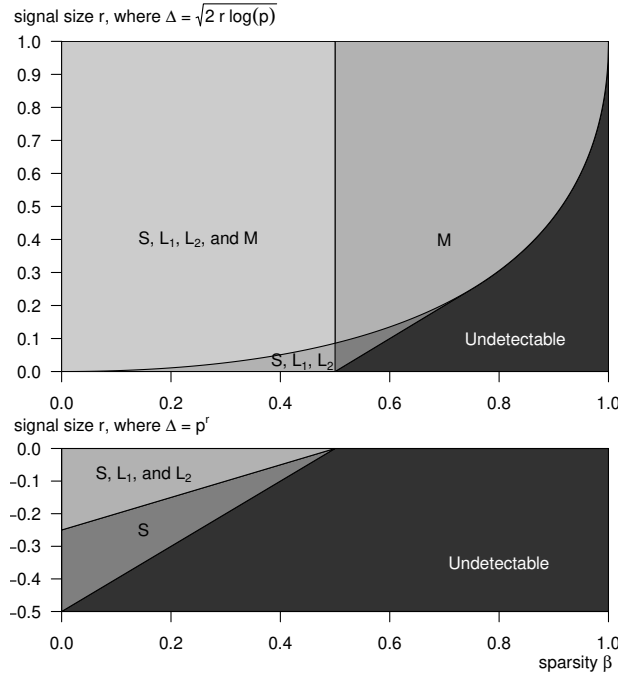 signal size r, where Δ = √2 r log(p)
1.0
0.9
0.8
0.7
0.6
0.5
0.4
0.3
0.2
0.1
0.0
S, L₁, L₂, and M
M
S, L₁, L₂
Undetectable
0.0 0.2 0.4 0.6 0.8 1.0
signal size r, where Δ = pʳ
0.0
−0.1
−0.2
−0.3
−0.4
−0.5
S, L₁, and L₂
S
Undetectable
0.0 0.2 0.4 0.6 0.8 1.0
sparsity β